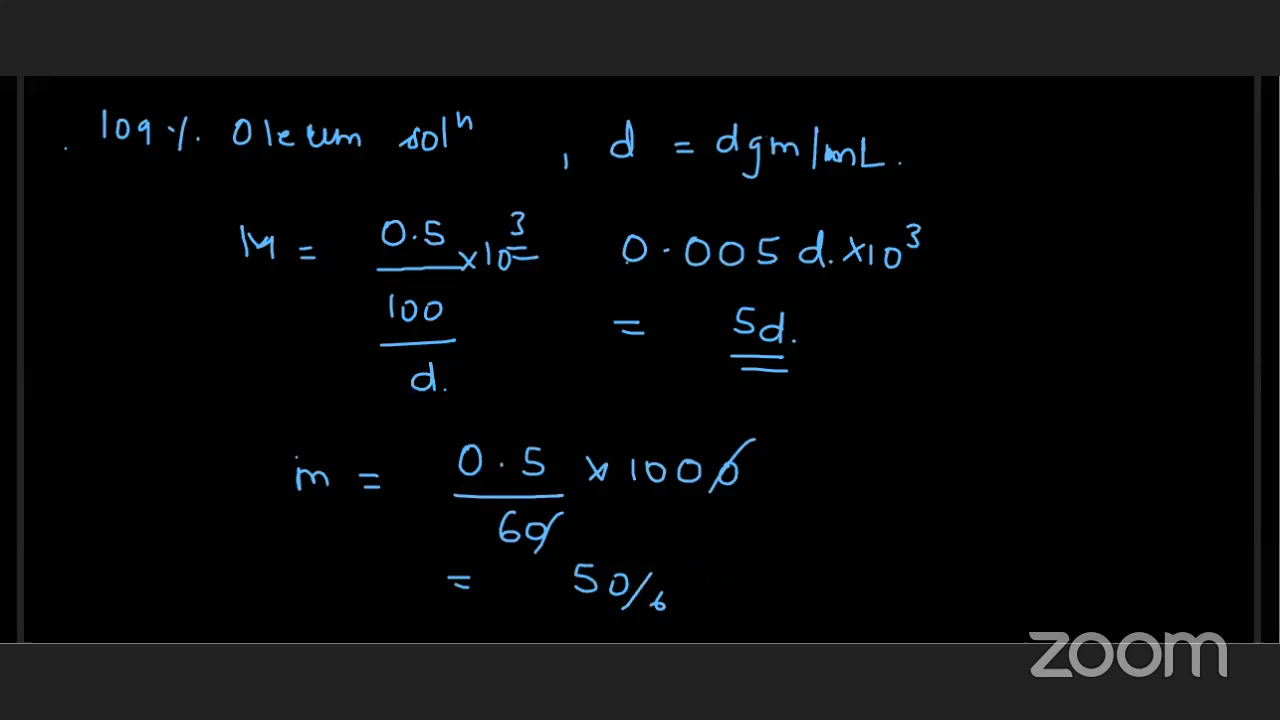 109 %. Oleum solⁿ , d = d gm/mL.
M = 0.5 / (100 / d.) × 10³ 0.005 d. × 10³
= 5d.
m = 0.5 / 60 × 1000
= 50/6
zoom